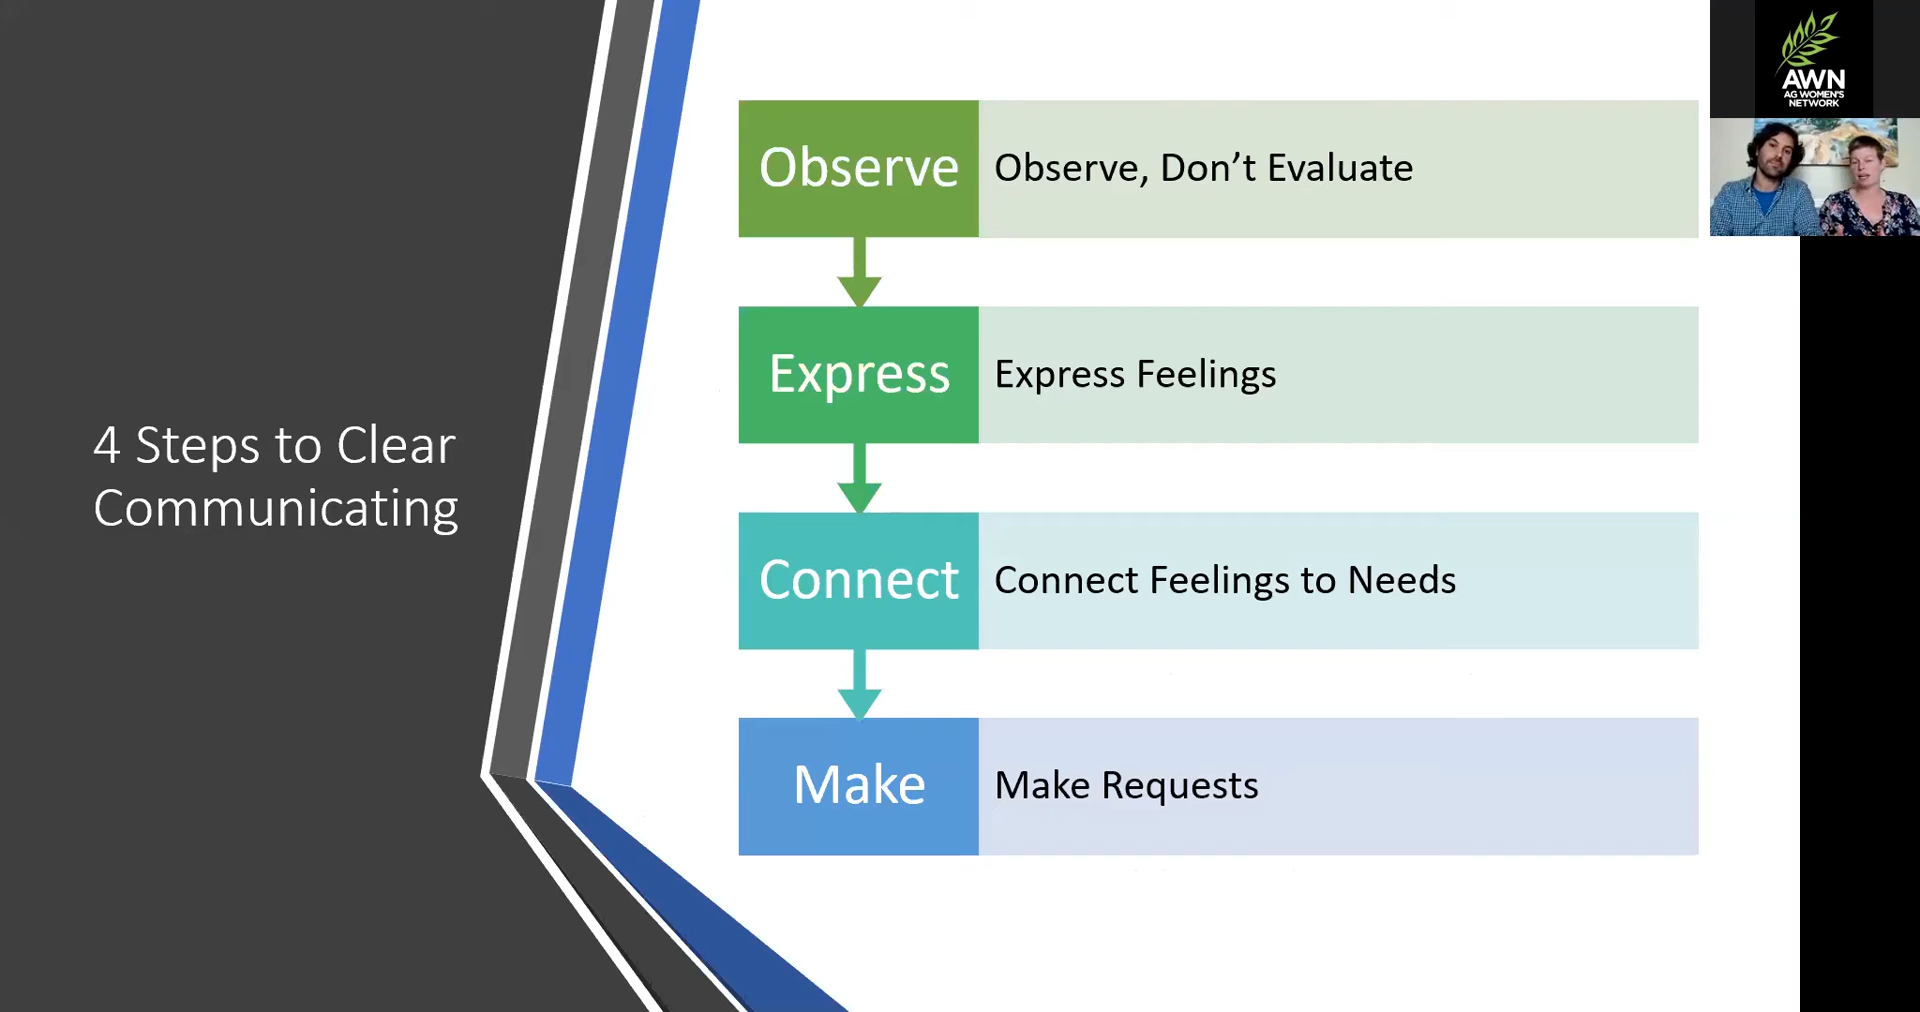 4 Steps to Clear
Communicating
Observe
Observe, Don’t Evaluate
Express
Express Feelings
Connect
Connect Feelings to Needs
Make
Make Requests
AWN
AG WOMEN'S
NETWORK